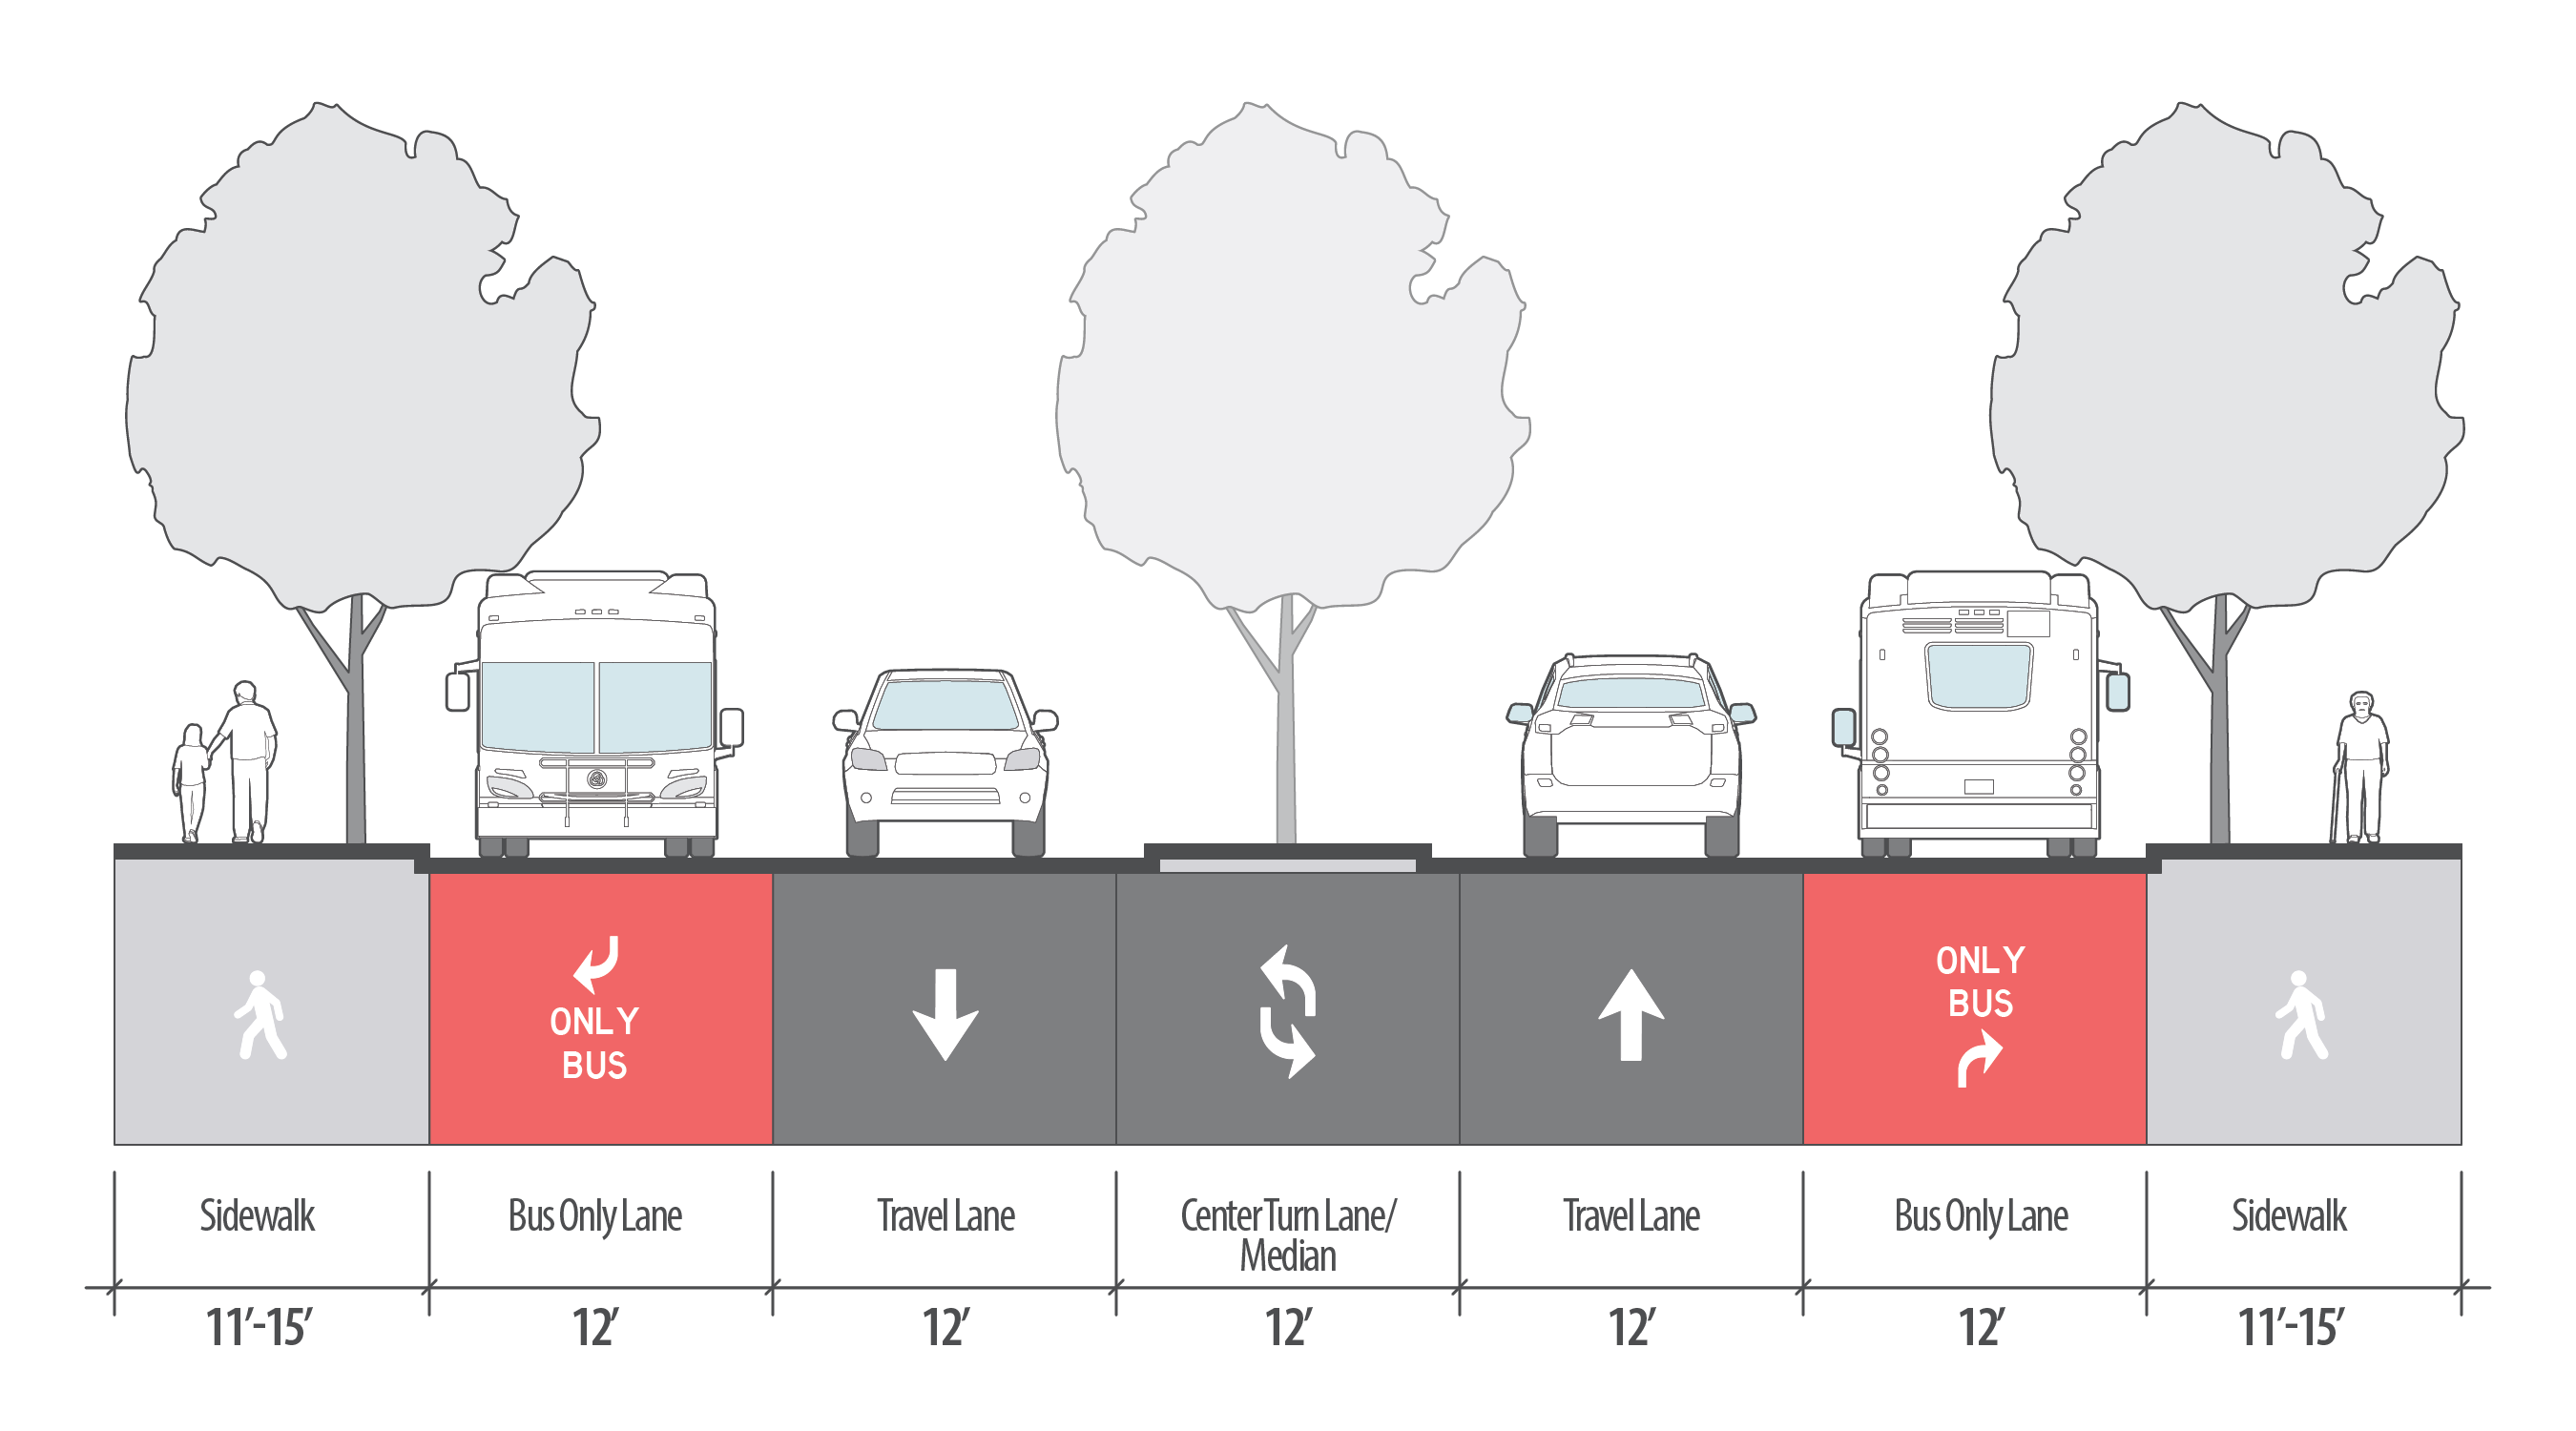 ONLY
BUS
ONLY
BUS
Sidewalk
Bus Only Lane
Travel Lane
Center Turn Lane/
Median
Travel Lane
Bus Only Lane
Sidewalk
11’-15’
12’
12’
12’
12’
12’
11’-15’